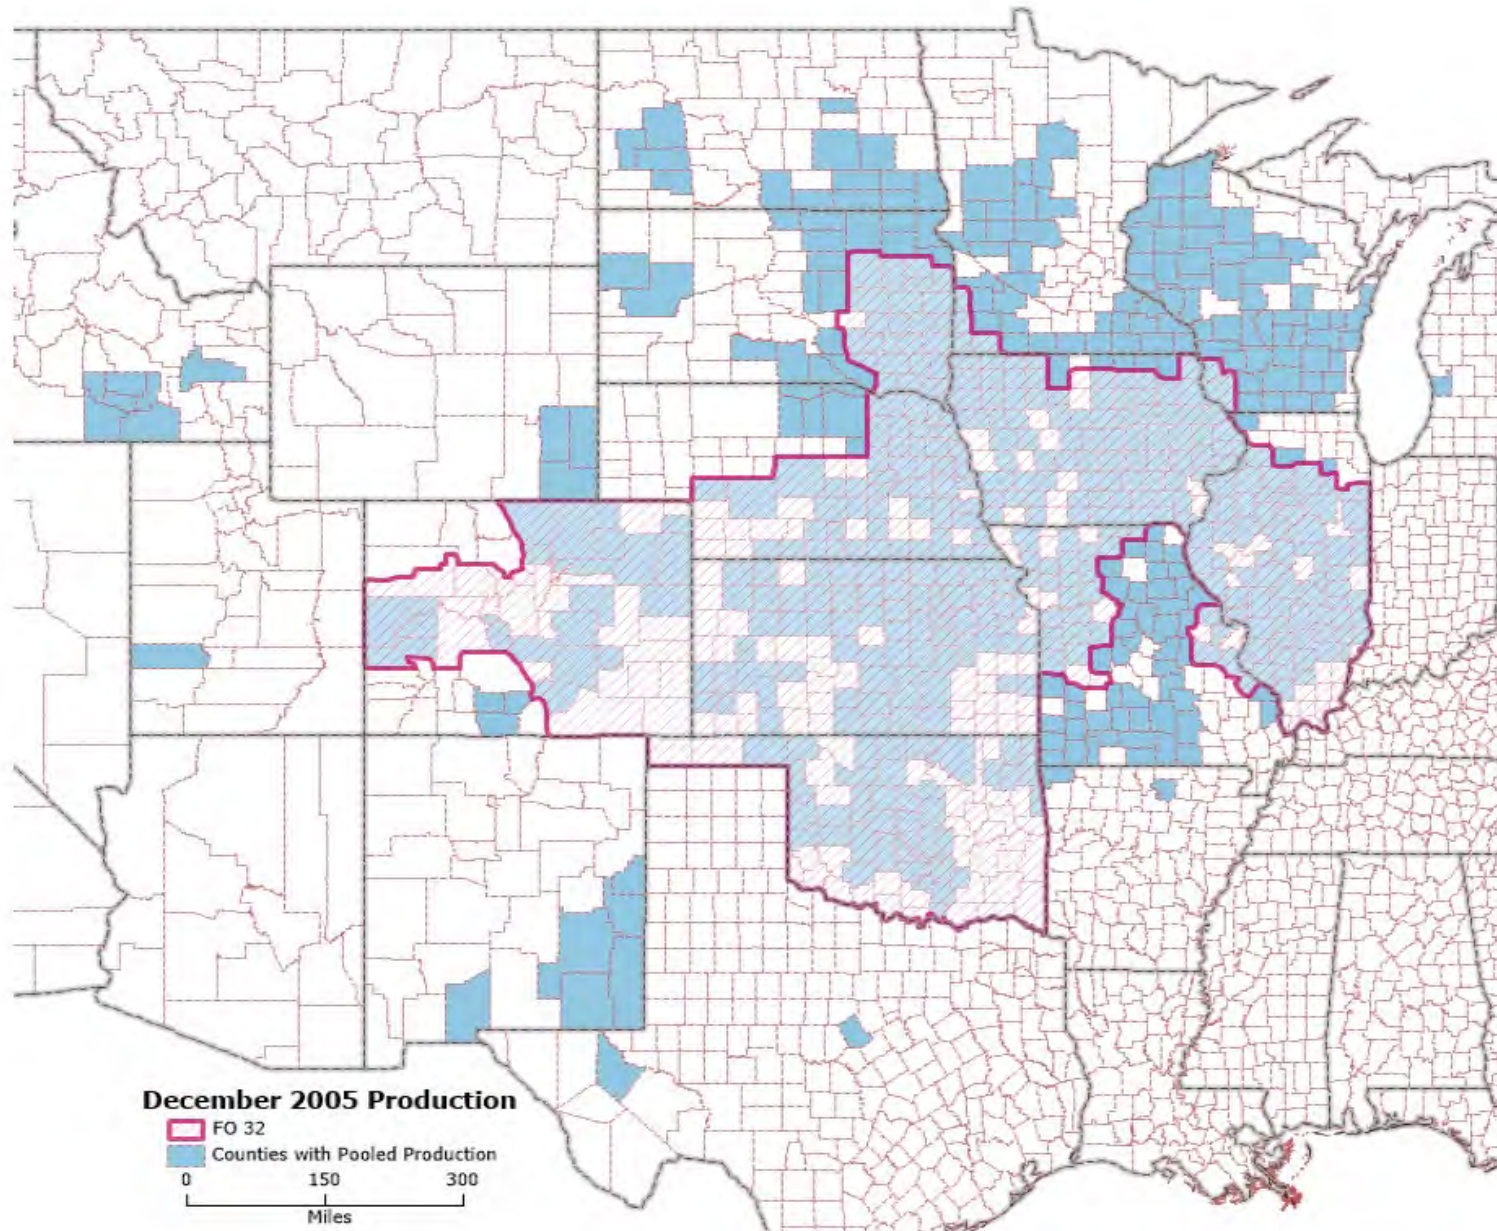 December 2005 Production
FO 32
Counties with Pooled Production
0 150 300
Miles